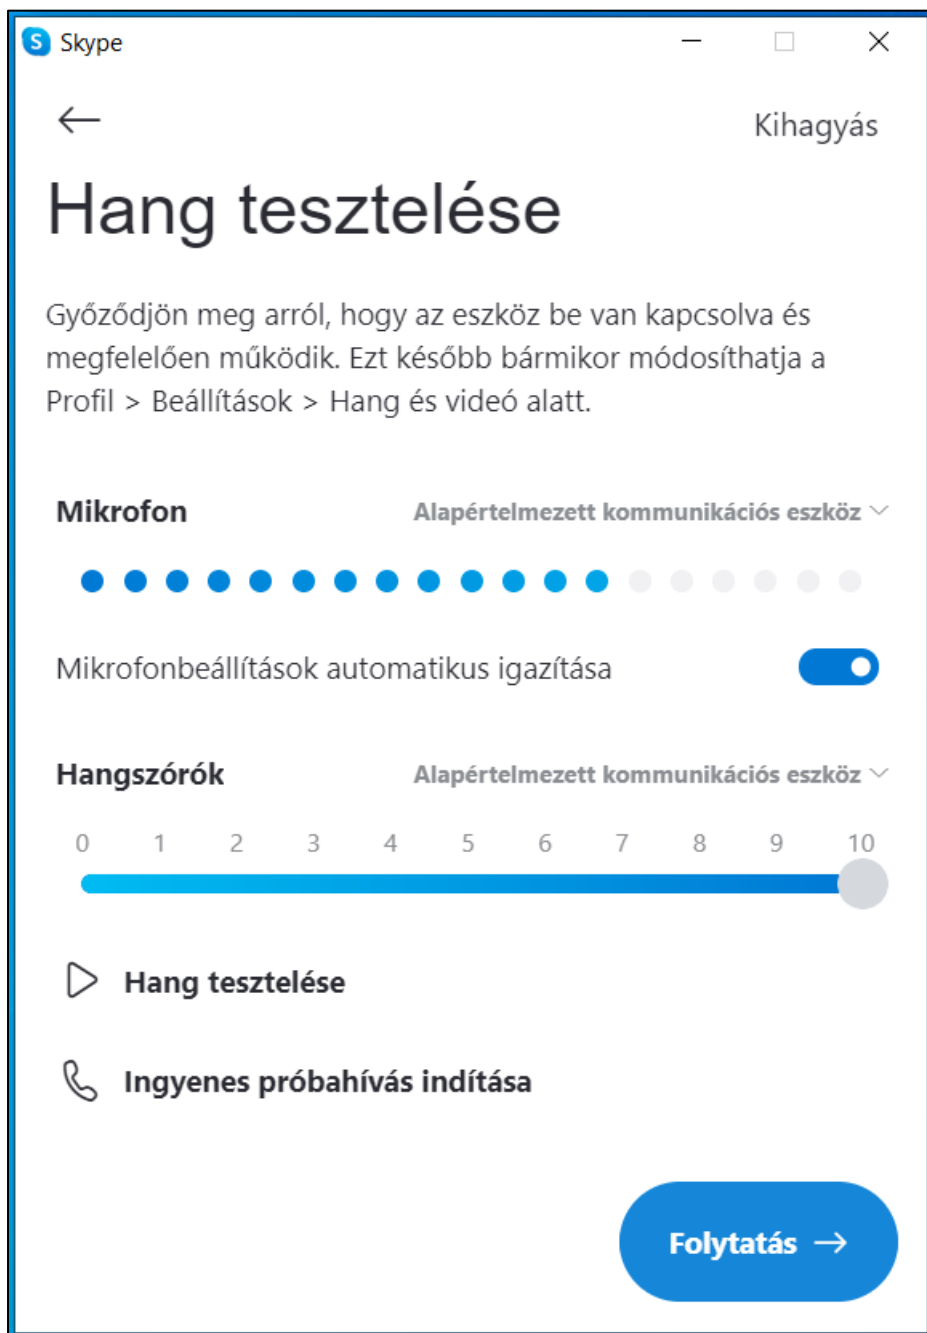 Skype
Kihagyás
Hang tesztelése
Győződjön meg arról, hogy az eszköz be van kapcsolva és
megfelelően működik. Ezt később bármikor módosíthatja a
Profil > Beállítások > Hang és videó alatt.
Mikrofon Alapértelmezett kommunikációs eszköz
Mikrofonbeállítások automatikus igazítása
Hangszórók Alapértelmezett kommunikációs eszköz
0 1 2 3 4 5 6 7 8 9 10
Hang tesztelése
Ingyenes próbahívás indítása
Folytatás →